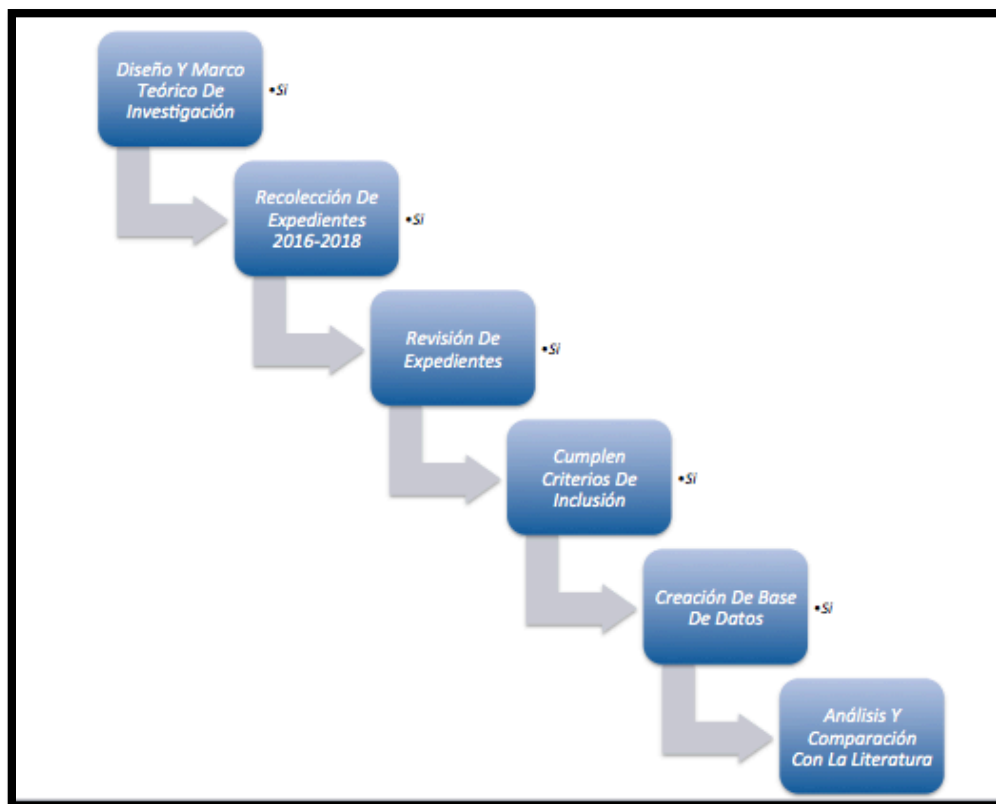 Diseño Y Marco
Teórico De
Investigación
•Si
Recolección De
Expedientes
2016-2018
•Si
Revisión De
Expedientes
•Si
Cumplen
Criterios De
Inclusión
•Si
Creación De Base
De Datos
•Si
Análisis Y
Comparación
Con La Literatura